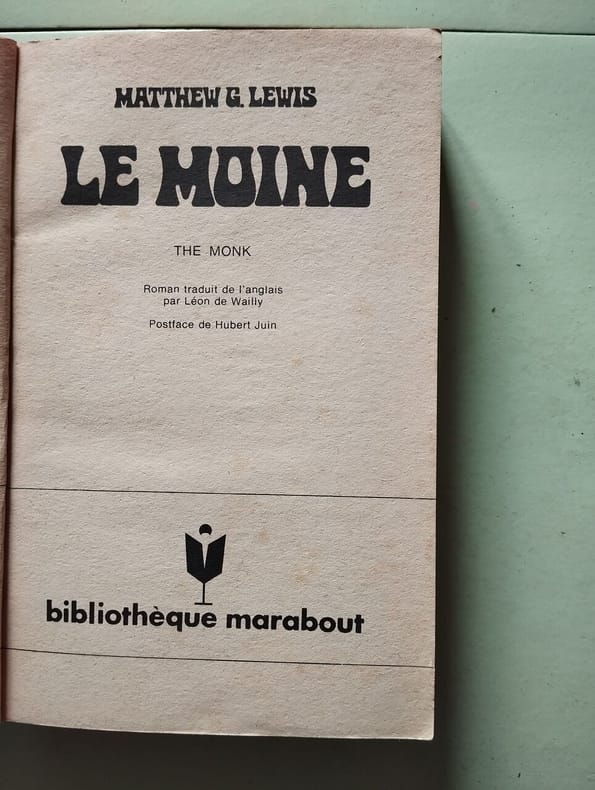 MATTHEW G. LEWIS
LE MOINE
THE MONK
Roman traduit de l'anglais
par Léon de Wailly
Postface de Hubert Juin
bibliothèque marabout